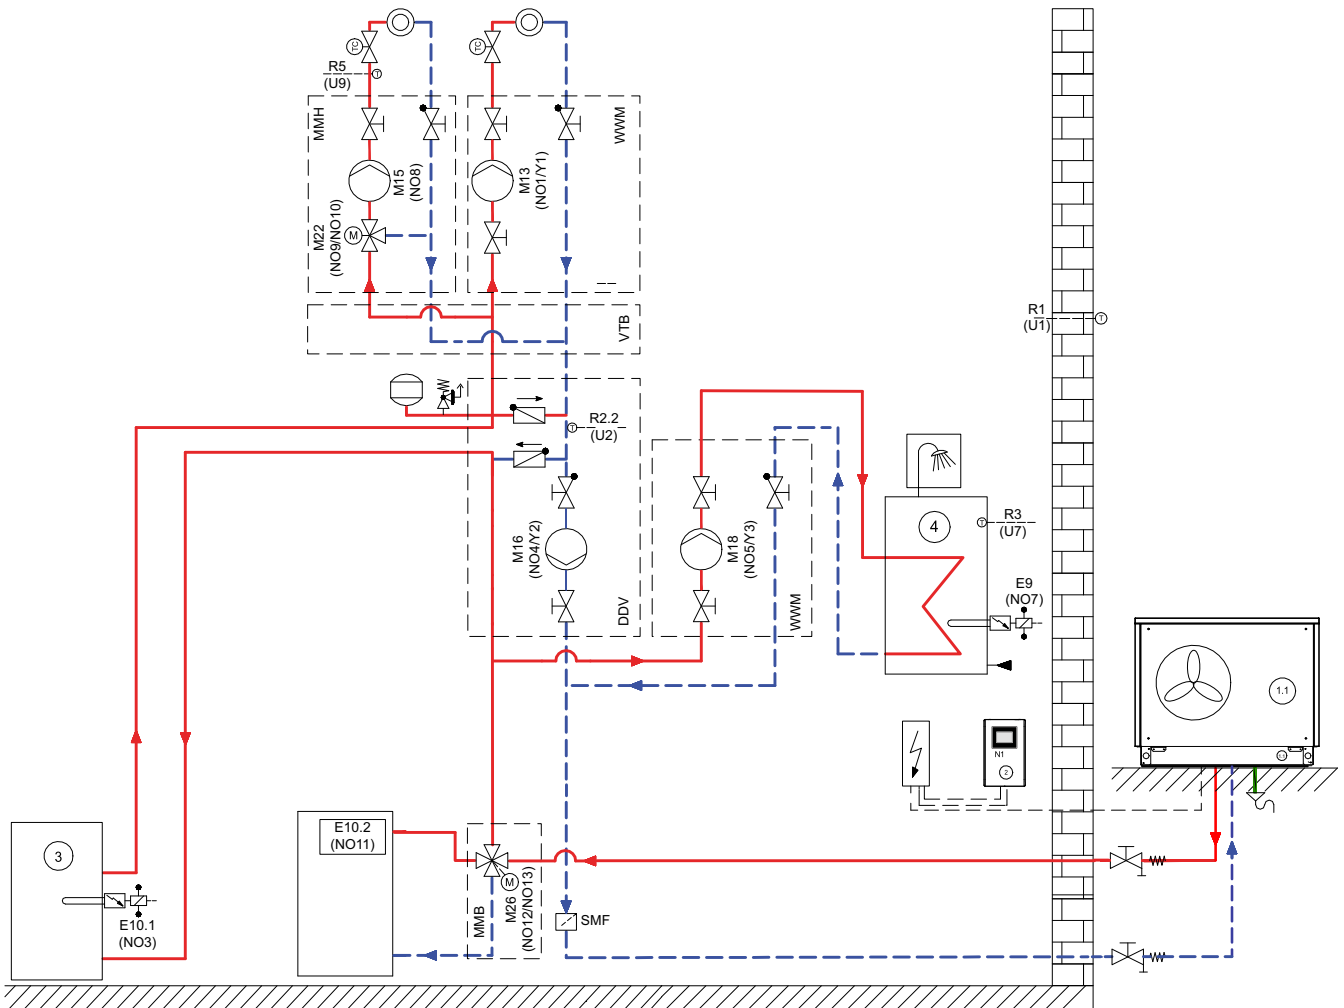 TC
TC
R5
(U9)
T
MMH
WWM
M15
(NO8)
M13
(NO1/Y1)
M22
(NO9/NO10)
M
R1
(U1)
T
VTB
T
R2.2
(U2)
M16
(NO4/Y2)
DDV
M18
(NO5/Y3)
WWM
4
T
R3
(U7)
E9
(NO7)
1.1
N1
2
3
E10.1
(NO3)
E10.2
(NO11)
M
MMB
M26
(NO12/NO13)
SMF